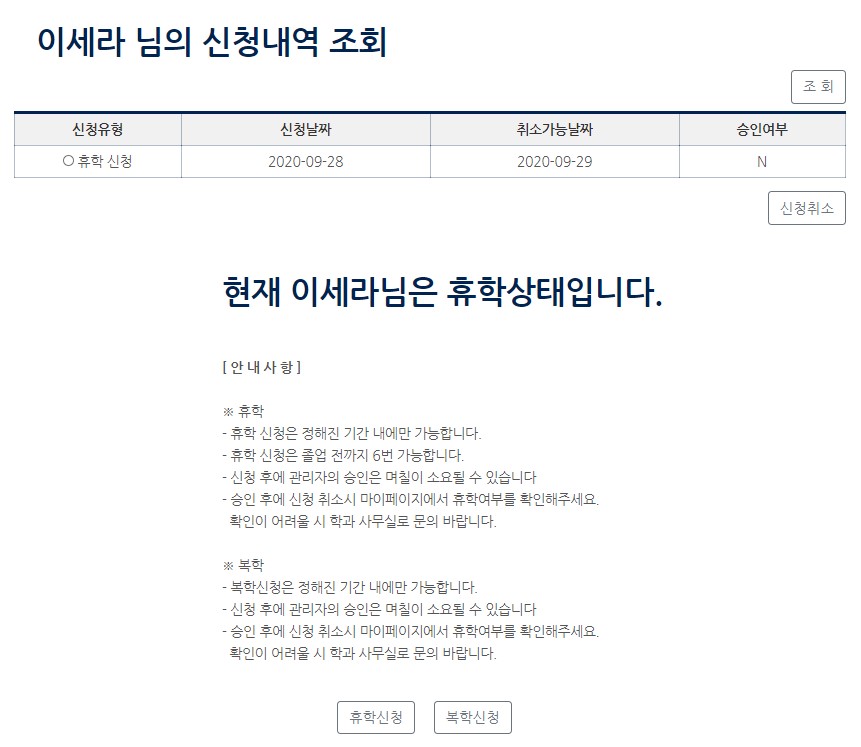 이세라 님의 신청내역 조회
조 회
신청유형 신청날짜 취소가능날짜 승인여부
휴학 신청 2020-09-28 2020-09-29 N
신청취소
현재 이세라님은 휴학상태입니다.
[ 안 내 사 항 ]
※ 휴학
- 휴학 신청은 정해진 기간 내에만 가능합니다.
- 휴학 신청은 졸업 전까지 6번 가능합니다.
- 신청 후에 관리자의 승인은 며칠이 소요될 수 있습니다
- 승인 후에 신청 취소시 마이페이지에서 휴학여부를 확인해주세요.
확인이 어려울 시 학과 사무실로 문의 바랍니다.
※ 복학
- 복학신청은 정해진 기간 내에만 가능합니다.
- 신청 후에 관리자의 승인은 며칠이 소요될 수 있습니다
- 승인 후에 신청 취소시 마이페이지에서 휴학여부를 확인해주세요.
확인이 어려울 시 학과 사무실로 문의 바랍니다.
휴학신청 복학신청